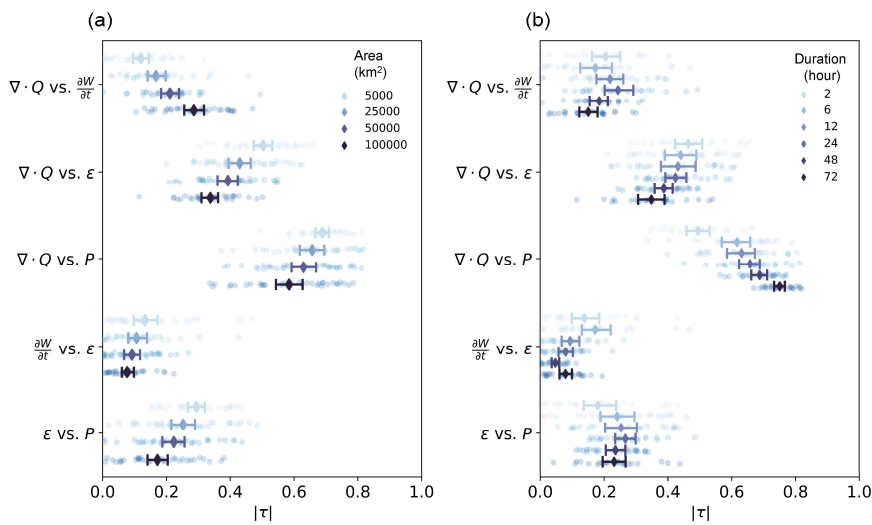 (a)
Area
(km²)
5000
25000
50000
100000
∇ · Q vs. ∂W/∂t
∇ · Q vs. ε
∇ · Q vs. P
∂W/∂t vs. ε
ε vs. P
0.0 0.2 0.4 0.6 0.8 1.0
|τ|
(b)
Duration
(hour)
2
6
12
24
48
72
∇ · Q vs. ∂W/∂t
∇ · Q vs. ε
∇ · Q vs. P
∂W/∂t vs. ε
ε vs. P
0.0 0.2 0.4 0.6 0.8 1.0
|τ|